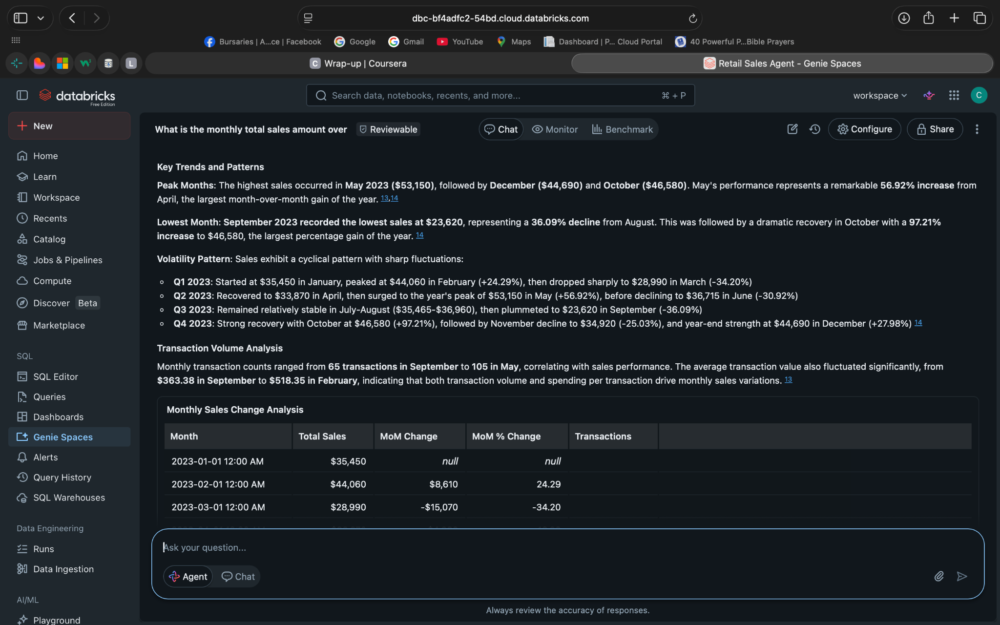 dbc-bf4adfc2-54bd.cloud.databricks.com
Bursaries | A...ce | Facebook
Google
Gmail
YouTube
Maps
Dashboard | P... Cloud Portal
40 Powerful P...Bible Prayers
L
C Wrap-up | Coursera
Retail Sales Agent - Genie Spaces
databricks
Free Edition
Search data, notebooks, recents, and more...
⌘ + P
workspace
C
New
Home
Learn
Workspace
Recents
Catalog
Jobs & Pipelines
Compute
Discover Beta
Marketplace
SQL
SQL Editor
Queries
Dashboards
Genie Spaces
Alerts
Query History
SQL Warehouses
Data Engineering
Runs
Data Ingestion
AI/ML
Playground
What is the monthly total sales amount over
Reviewable
Chat
Monitor
Benchmark
Configure
Share
Key Trends and Patterns
Peak Months: The highest sales occurred in May 2023 ($53,150), followed by December ($44,690) and October ($46,580). May's performance represents a remarkable 56.92% increase from
April, the largest month-over-month gain of the year. 13,14
Lowest Month: September 2023 recorded the lowest sales at $23,620, representing a 36.09% decline from August. This was followed by a dramatic recovery in October with a 97.21%
increase to $46,580, the largest percentage gain of the year. 14
Volatility Pattern: Sales exhibit a cyclical pattern with sharp fluctuations:
Q1 2023: Started at $35,450 in January, peaked at $44,060 in February (+24.29%), then dropped sharply to $28,990 in March (-34.20%)
Q2 2023: Recovered to $33,870 in April, then surged to the year's peak of $53,150 in May (+56.92%), before declining to $36,715 in June (-30.92%)
Q3 2023: Remained relatively stable in July-August ($35,465-$36,960), then plummeted to $23,620 in September (-36.09%)
Q4 2023: Strong recovery with October at $46,580 (+97.21%), followed by November decline to $34,920 (-25.03%), and year-end strength at $44,690 in December (+27.98%) 14
Transaction Volume Analysis
Monthly transaction counts ranged from 65 transactions in September to 105 in May, correlating with sales performance. The average transaction value also fluctuated significantly, from
$363.38 in September to $518.35 in February, indicating that both transaction volume and spending per transaction drive monthly sales variations. 13
Monthly Sales Change Analysis
Month Total Sales MoM Change MoM % Change Transactions
2023-01-01 12:00 AM $35,450 null null
2023-02-01 12:00 AM $44,060 $8,610 24.29
2023-03-01 12:00 AM $28,990 -$15,070 -34.20
Ask your question...
Agent
Chat
Always review the accuracy of responses.